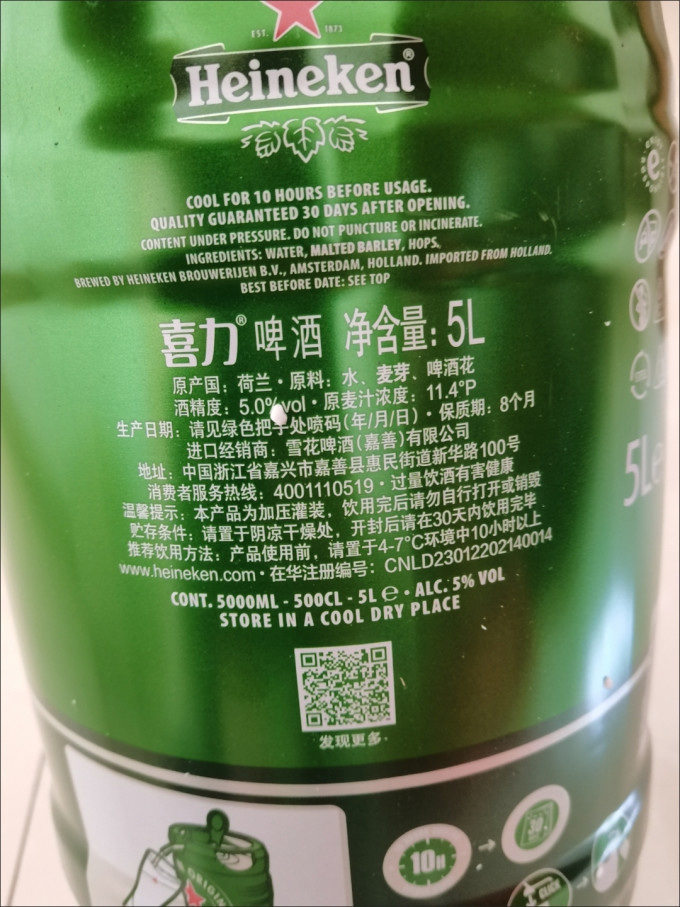 EST. 1873
Heineken®
COOL FOR 10 HOURS BEFORE USAGE.
QUALITY GUARANTEED 30 DAYS AFTER OPENING.
CONTENT UNDER PRESSURE. DO NOT PUNCTURE OR INCINERATE.
INGREDIENTS: WATER, MALTED BARLEY, HOPS.
BREWED BY HEINEKEN BROUWERIJEN B.V., AMSTERDAM, HOLLAND. IMPORTED FROM HOLLAND.
BEST BEFORE DATE: SEE TOP
喜力® 啤酒 净含量: 5L
原产国: 荷兰·原料: 水、麦芽、啤酒花
酒精度: 5.0%vol·原麦汁浓度: 11.4°P
生产日期: 请见绿色把手处喷码(年/月/日)·保质期: 8个月
进口经销商: 雪花啤酒(嘉善)有限公司
地址: 中国浙江省嘉兴市嘉善县惠民街道新华路100号
消费者服务热线: 4001110519·过量饮酒有害健康
温馨提示: 本产品为加压灌装, 饮用完后请勿自行打开或销毁
贮存条件: 请置于阴凉干燥处, 开封后请在30天内饮用完毕
推荐饮用方法: 产品使用前, 请置于4-7°C环境中10小时以上
www.heineken.com·在华注册编号: CNLD23012202140014
CONT. 5000ML - 500CL - 5L ℮ · ALC. 5% VOL
STORE IN A COOL DRY PLACE
发现更多
5L℮
10H
30
ORIGIN
CLICK